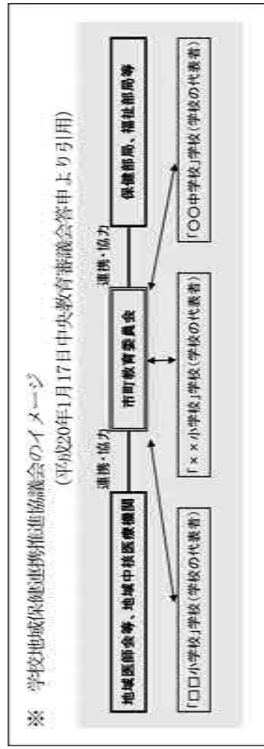 ※ 学校地域保健連携推進協議会のイメージ
(平成20年1月17日中央教育審議会答申より引用)
地域医師会等、地域中核医療機関
連携・協力
市町教育委員会
連携・協力
保健部局、福祉部局等
「□□小学校」学校(学校の代表者)
「××小学校」学校(学校の代表者)
「○○中学校」学校(学校の代表者)